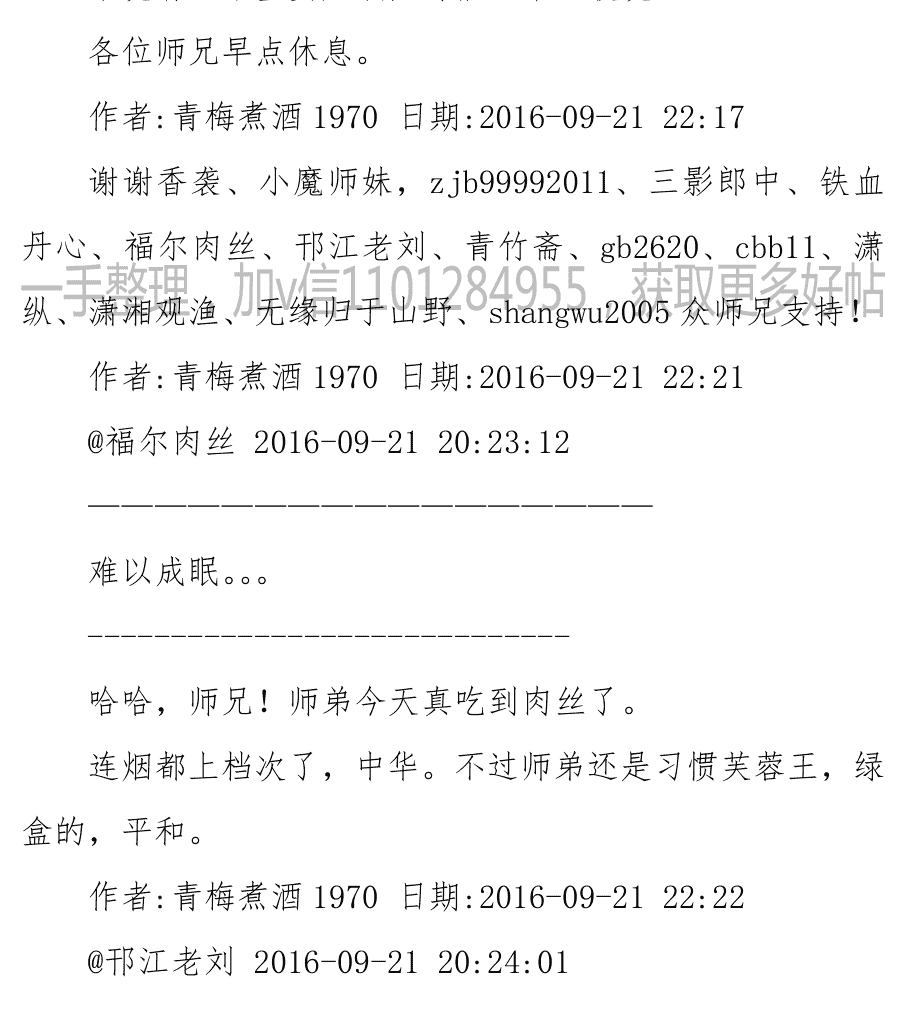 各位师兄早点休息。
作者:青梅煮酒1970 日期:2016-09-21 22:17
谢谢香袭、小魔师妹，zjb99992011、三影郎中、铁血
丹心、福尔肉丝、邗江老刘、青竹斋、gb2620、cbb11、潇
一手整理 加v信1101284955 获取更多好帖
纵、潇湘观渔、无缘归于山野、shangwu2005众师兄支持！
作者:青梅煮酒1970 日期:2016-09-21 22:21
@福尔肉丝 2016-09-21 20:23:12
—————————————————
难以成眠。。。
-----------------------------
哈哈，师兄！师弟今天真吃到肉丝了。
连烟都上档次了，中华。不过师弟还是习惯芙蓉王，绿
盒的，平和。
作者:青梅煮酒1970 日期:2016-09-21 22:22
@邗江老刘 2016-09-21 20:24:01